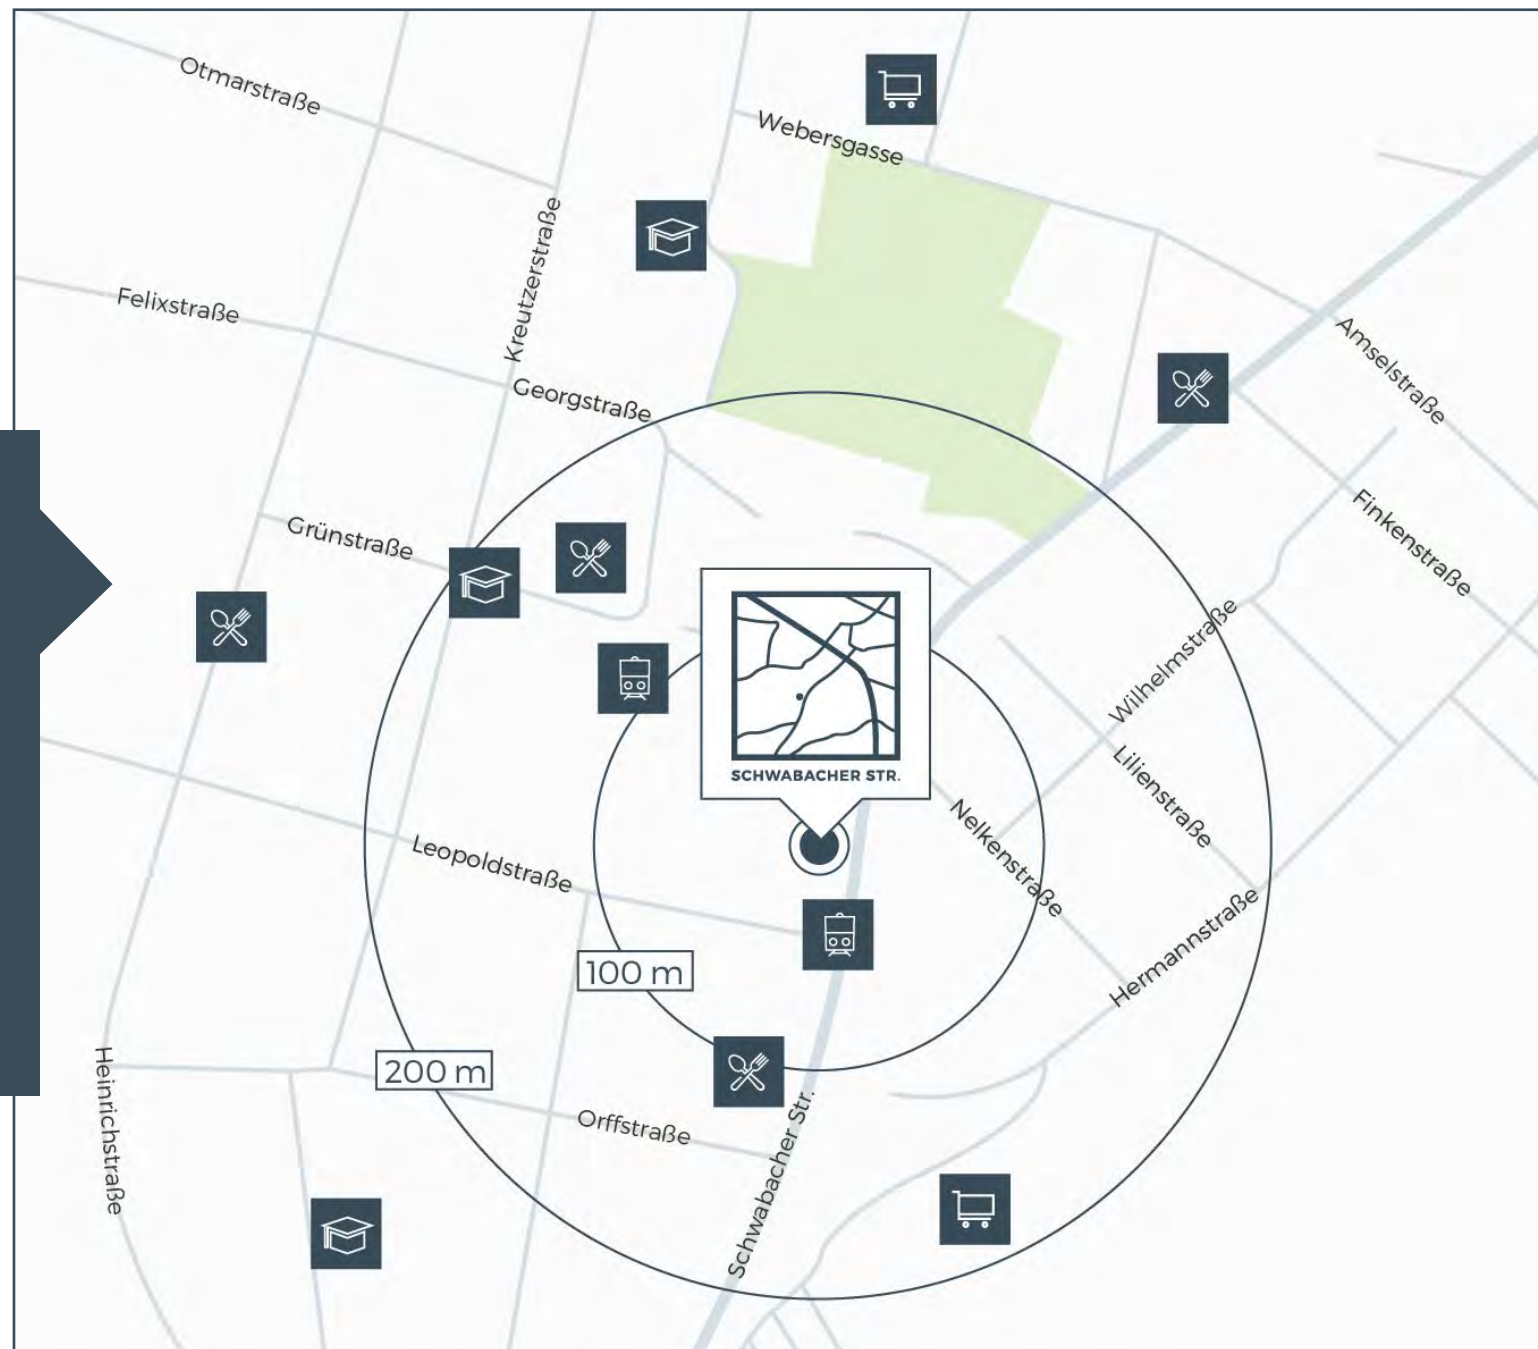 Otmarstraße
Webersgasse
Kreutzerstraße
Felixstraße
Amselstraße
Georgstraße
Finkenstraße
Grünstraße
Wilhelmstraße
SCHWABACHER STR.
Lilienstraße
Nelkenstraße
Leopoldstraße
Hermannstraße
100 m
200 m
Heinrichstraße
Orffstraße
Schwabacher Str.